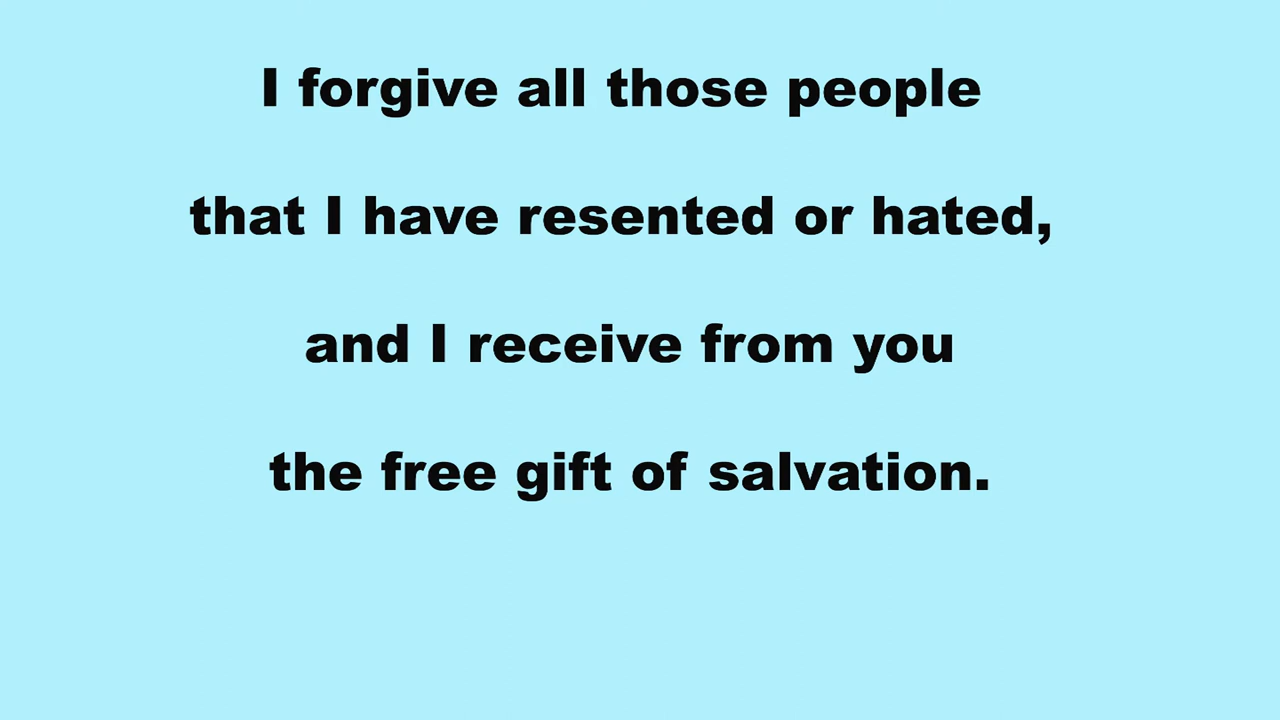 I forgive all those people
that I have resented or hated,
and I receive from you
the free gift of salvation.